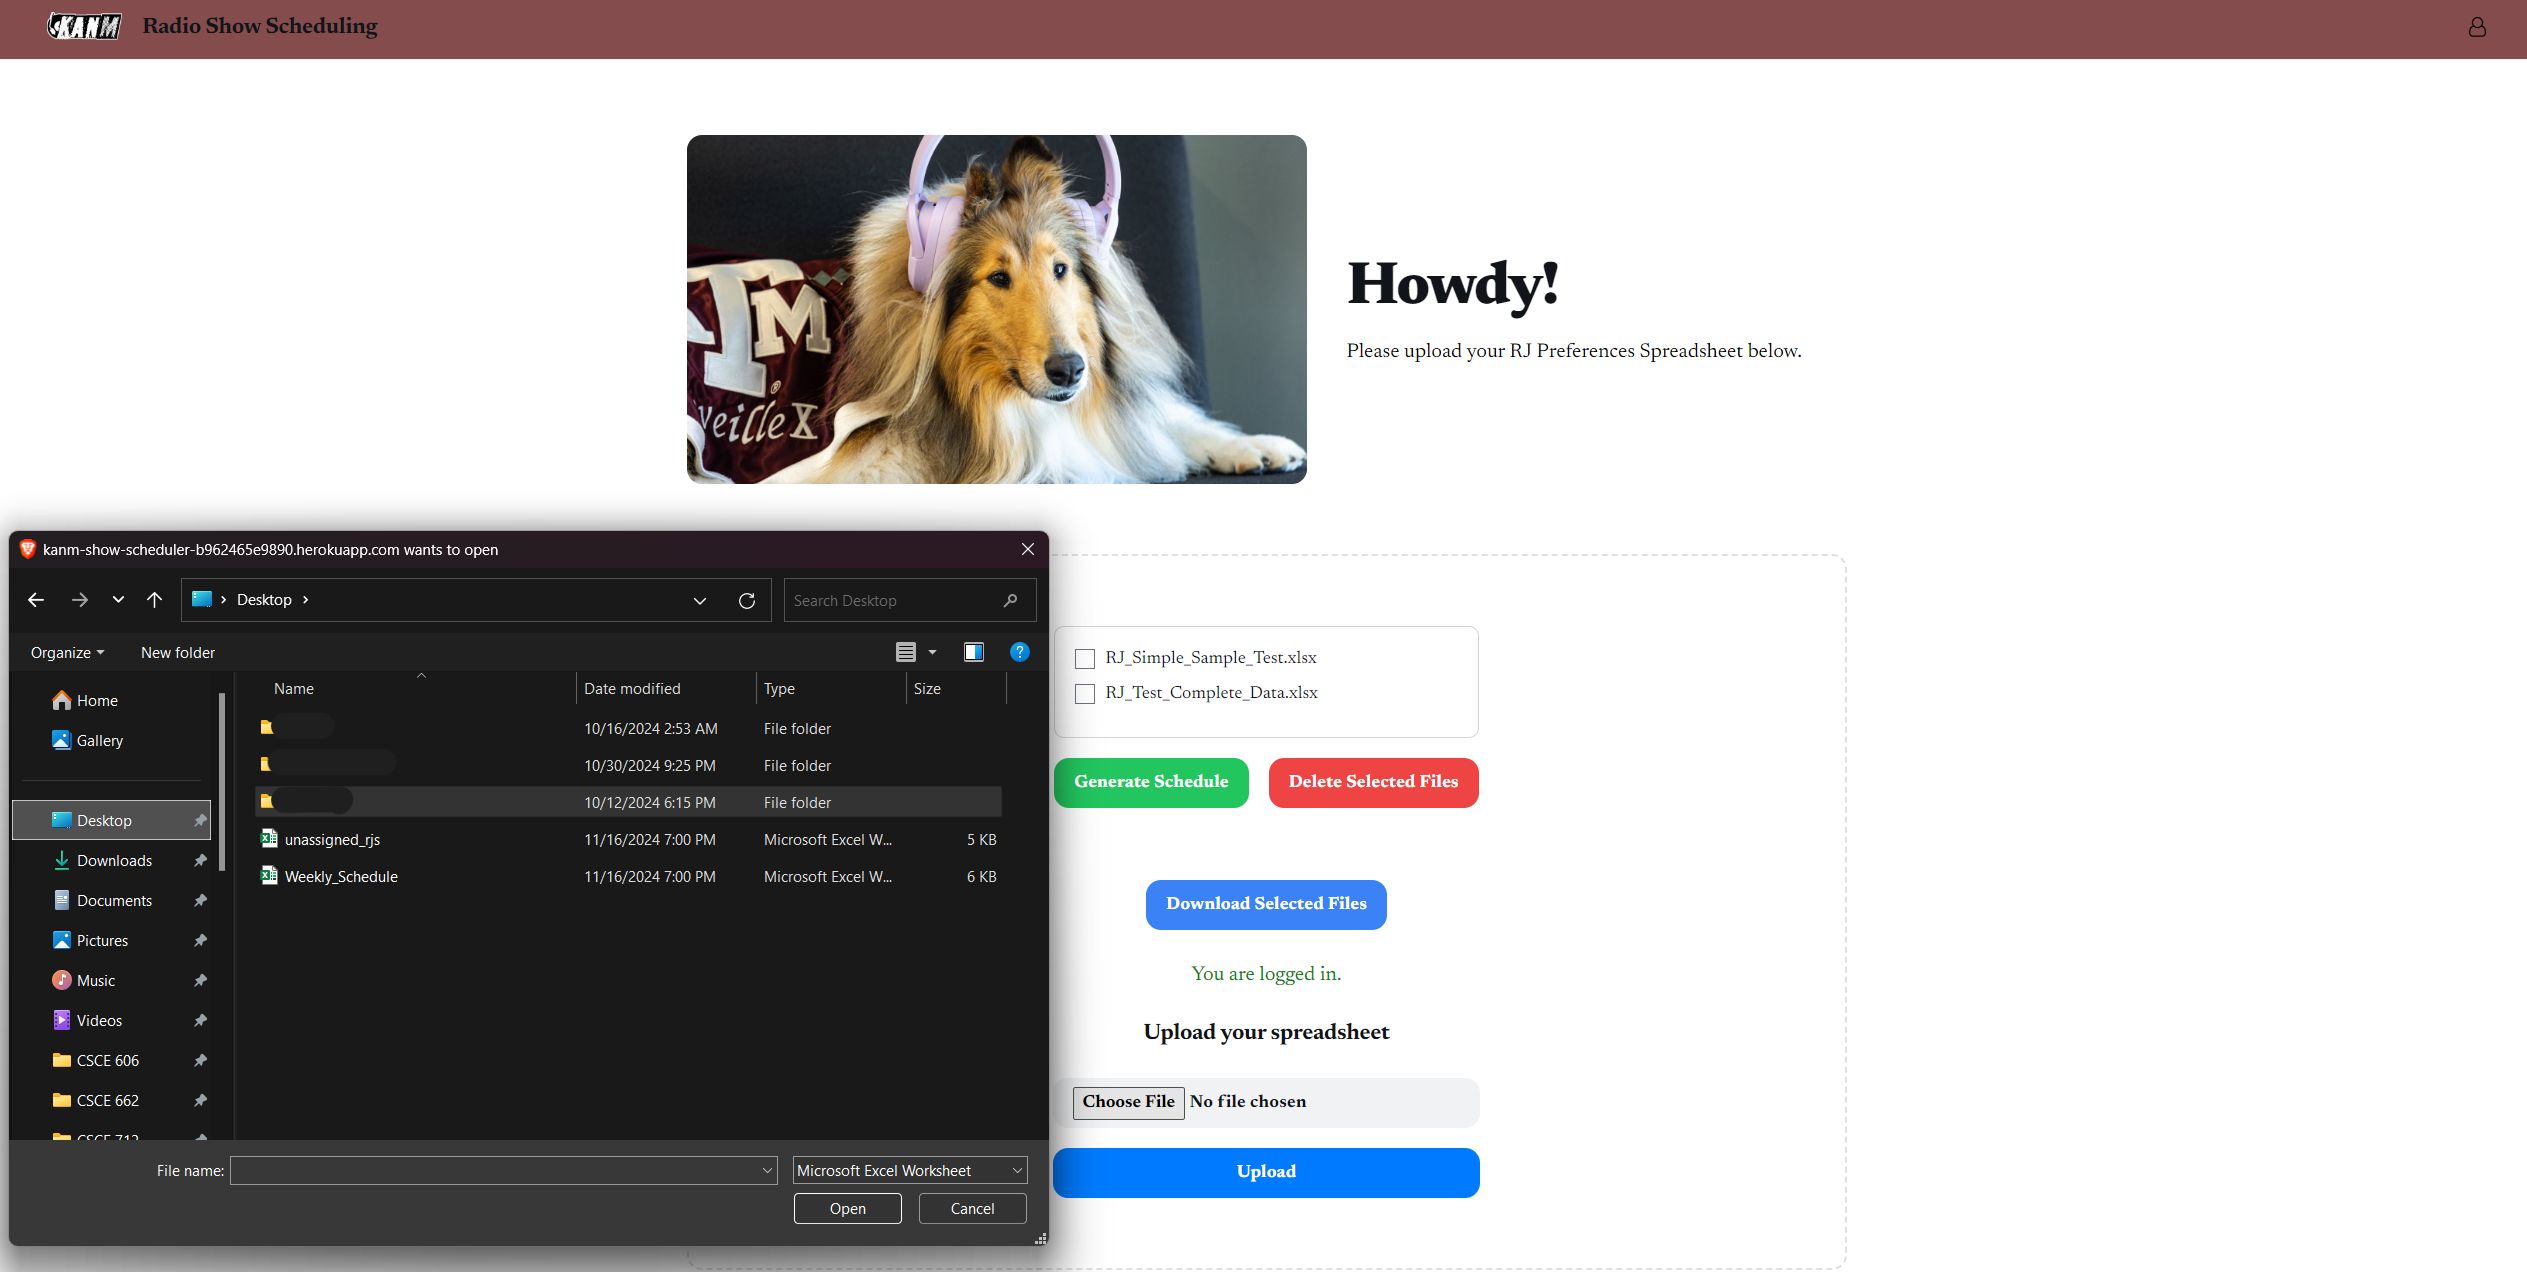 KANM
Radio Show Scheduling
ATM
®
veille X
Howdy!
Please upload your RJ Preferences Spreadsheet below.
kanm-show-scheduler-b962465e9890.herokuapp.com wants to open
Desktop
Search Desktop
Organize
New folder
?
Name
Date modified
Type
Size
Home
Gallery
Desktop
Downloads
Documents
Pictures
Music
Videos
CSCE 606
CSCE 662
CSCE 712
10/16/2024 2:53 AM File folder
10/30/2024 9:25 PM File folder
10/12/2024 6:15 PM File folder
unassigned_rjs 11/16/2024 7:00 PM Microsoft Excel W... 5 KB
Weekly_Schedule 11/16/2024 7:00 PM Microsoft Excel W... 6 KB
File name:
Microsoft Excel Worksheet
Open
Cancel
RJ_Simple_Sample_Test.xlsx
RJ_Test_Complete_Data.xlsx
Generate Schedule
Delete Selected Files
Download Selected Files
You are logged in.
Upload your spreadsheet
Choose File No file chosen
Upload